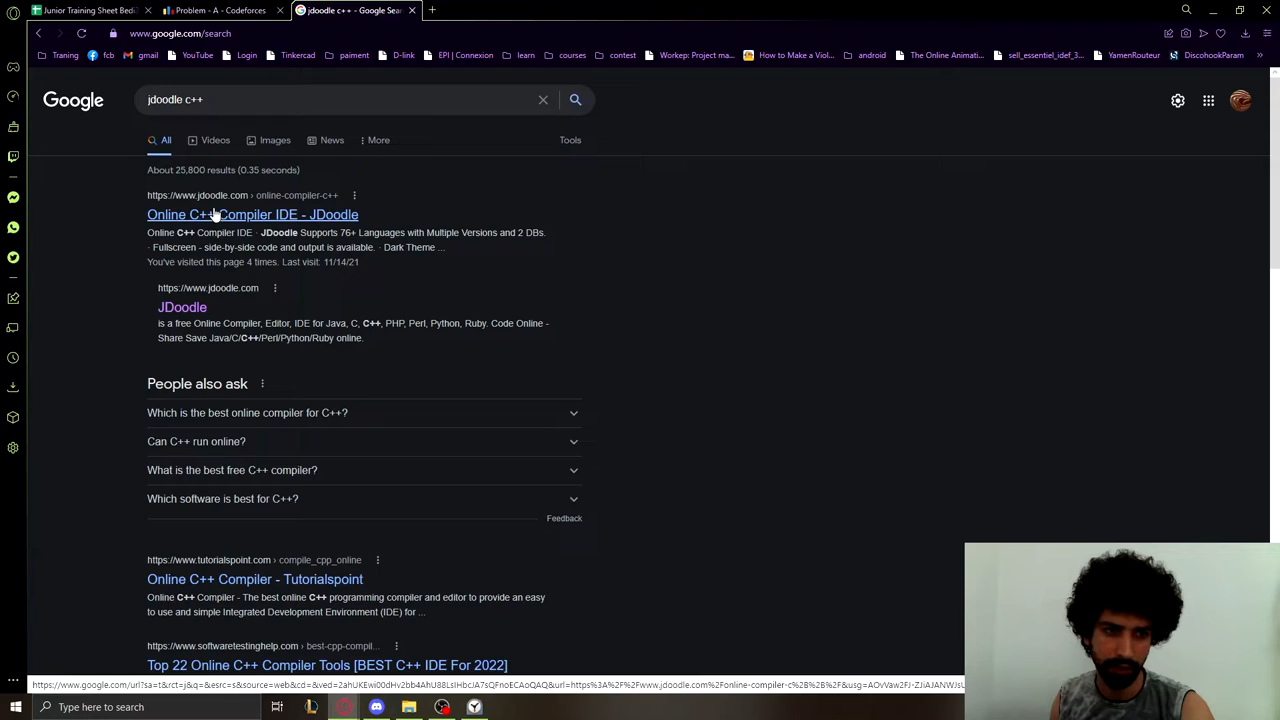 Junior Training Sheet Bedi
Problem - A - Codeforces
jdoodle c++ - Google Sear
www.google.com/search
Traning
fcb
gmail
YouTube
Login
Tinkercad
paiment
D-link
EPI | Connexion
learn
courses
contest
Workep: Project ma...
How to Make a Viol...
android
The Online Animati...
sell_essentiel_idef_3...
YamenRouteur
DiscohookParam
Google
jdoodle c++
All
Videos
Images
News
More
Tools
About 25,800 results (0.35 seconds)
https://www.jdoodle.com › online-compiler-c++
Online C++ Compiler IDE - JDoodle
Online C++ Compiler IDE · JDoodle Supports 76+ Languages with Multiple Versions and 2 DBs.
· Fullscreen - side-by-side code and output is available. · Dark Theme ...
You've visited this page 4 times. Last visit: 11/14/21
https://www.jdoodle.com
JDoodle
is a free Online Compiler, Editor, IDE for Java, C, C++, PHP, Perl, Python, Ruby. Code Online -
Share Save Java/C/C++/Perl/Python/Ruby online.
People also ask
Which is the best online compiler for C++?
Can C++ run online?
What is the best free C++ compiler?
Which software is best for C++?
Feedback
https://www.tutorialspoint.com › compile_cpp_online
Online C++ Compiler - Tutorialspoint
Online C++ Compiler - The best online C++ programming compiler and editor to provide an easy
to use and simple Integrated Development Environment (IDE) for ...
https://www.softwaretestinghelp.com › best-cpp-compil...
Top 22 Online C++ Compiler Tools [BEST C++ IDE For 2022]
Type here to search